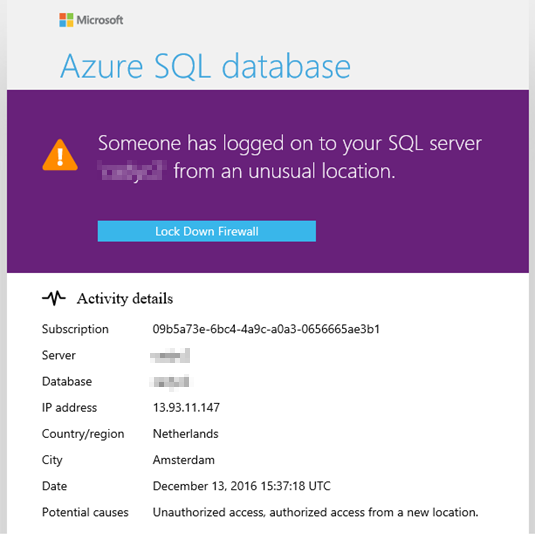 Microsoft
Azure SQL database
Someone has logged on to your SQL server
from an unusual location.
Lock Down Firewall
Activity details
Subscription 09b5a73e-6bc4-4a9c-a0a3-0656665ae3b1
Server
Database
IP address 13.93.11.147
Country/region Netherlands
City Amsterdam
Date December 13, 2016 15:37:18 UTC
Potential causes Unauthorized access, authorized access from a new location.